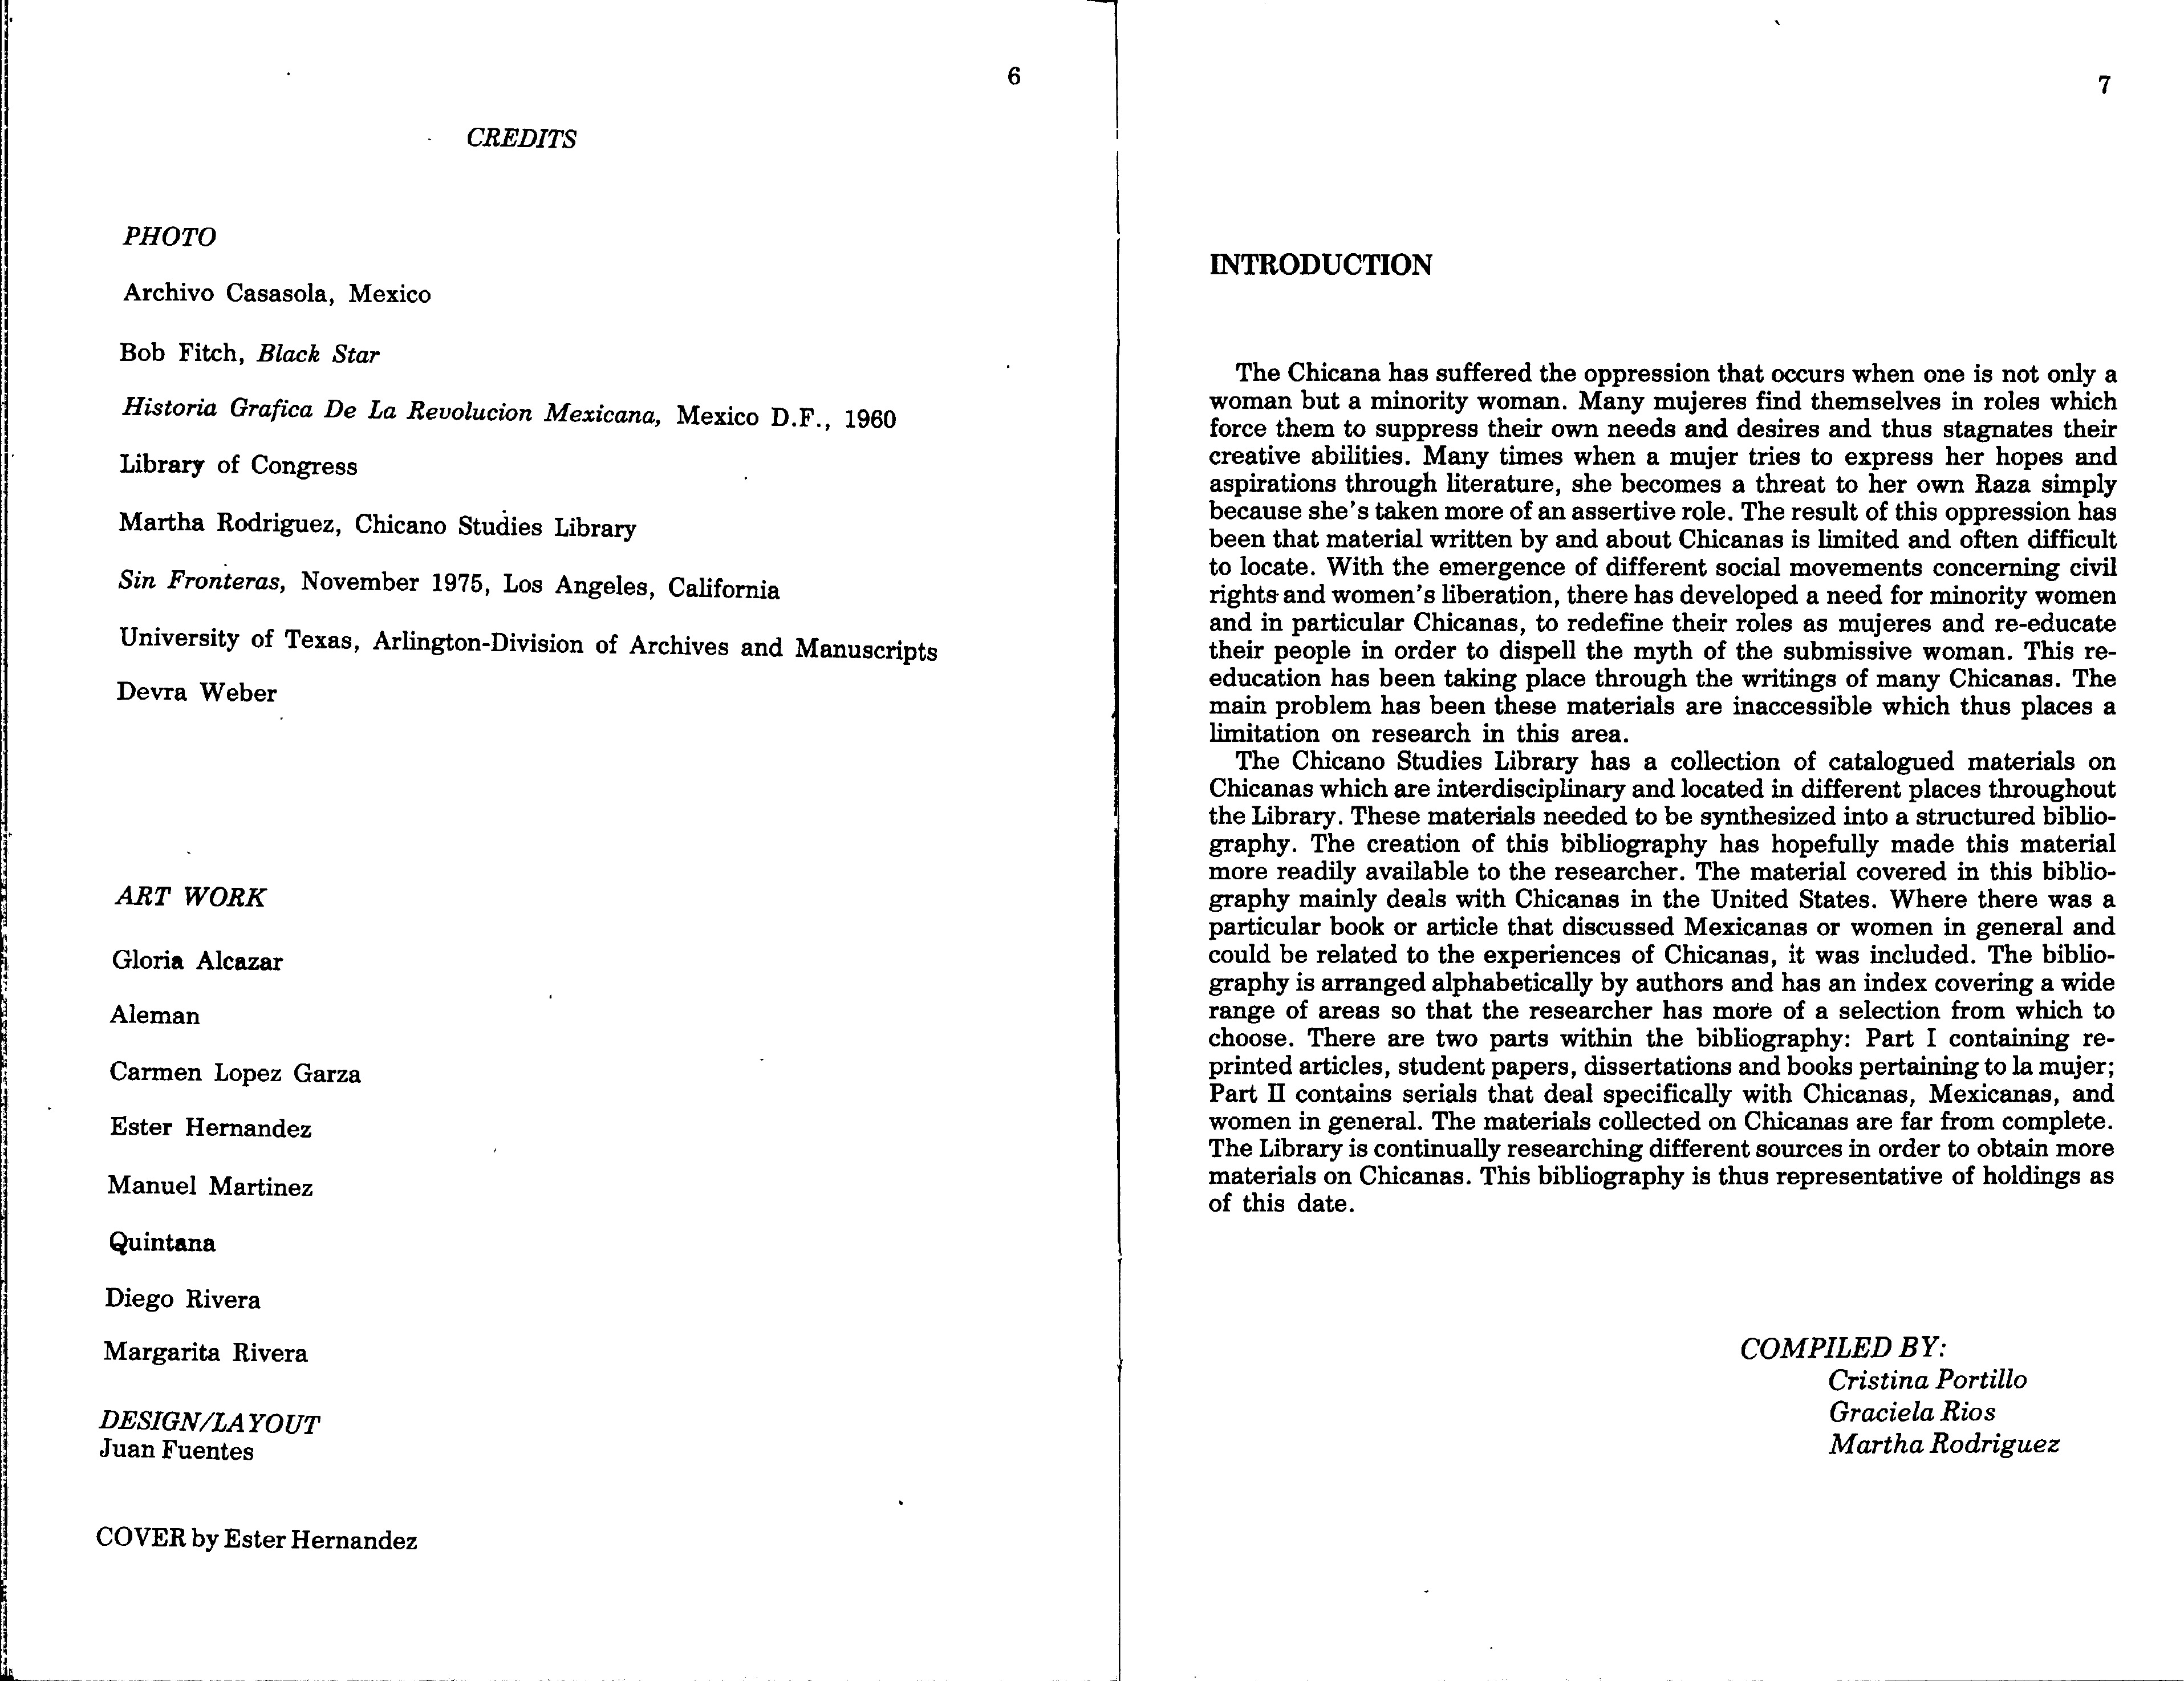 6
CREDITS
PHOTO
Archivo Casasola, Mexico
Bob Fitch, Black Star
Historia Grafica De La Revolucion Mexicana, Mexico D.F., 1960
Library of Congress
Martha Rodriguez, Chicano Studies Library
Sin Fronteras, November 1975, Los Angeles, California
University of Texas, Arlington-Division of Archives and Manuscripts
Devra Weber
ART WORK
Gloria Alcazar
Aleman
Carmen Lopez Garza
Ester Hernandez
Manuel Martinez
Quintana
Diego Rivera
Margarita Rivera
DESIGN/LAYOUT
Juan Fuentes
COVER by Ester Hernandez
7
INTRODUCTION
The Chicana has suffered the oppression that occurs when one is not only a
woman but a minority woman. Many mujeres find themselves in roles which
force them to suppress their own needs and desires and thus stagnates their
creative abilities. Many times when a mujer tries to express her hopes and
aspirations through literature, she becomes a threat to her own Raza simply
because she's taken more of an assertive role. The result of this oppression has
been that material written by and about Chicanas is limited and often difficult
to locate. With the emergence of different social movements concerning civil
rights and women's liberation, there has developed a need for minority women
and in particular Chicanas, to redefine their roles as mujeres and re-educate
their people in order to dispell the myth of the submissive woman. This re-
education has been taking place through the writings of many Chicanas. The
main problem has been these materials are inaccessible which thus places a
limitation on research in this area.
The Chicano Studies Library has a collection of catalogued materials on
Chicanas which are interdisciplinary and located in different places throughout
the Library. These materials needed to be synthesized into a structured biblio-
graphy. The creation of this bibliography has hopefully made this material
more readily available to the researcher. The material covered in this biblio-
graphy mainly deals with Chicanas in the United States. Where there was a
particular book or article that discussed Mexicanas or women in general and
could be related to the experiences of Chicanas, it was included. The biblio-
graphy is arranged alphabetically by authors and has an index covering a wide
range of areas so that the researcher has more of a selection from which to
choose. There are two parts within the bibliography: Part I containing re-
printed articles, student papers, dissertations and books pertaining to la mujer;
Part II contains serials that deal specifically with Chicanas, Mexicanas, and
women in general. The materials collected on Chicanas are far from complete.
The Library is continually researching different sources in order to obtain more
materials on Chicanas. This bibliography is thus representative of holdings as
of this date.
COMPILED BY:
Cristina Portillo
Graciela Rios
Martha Rodriguez